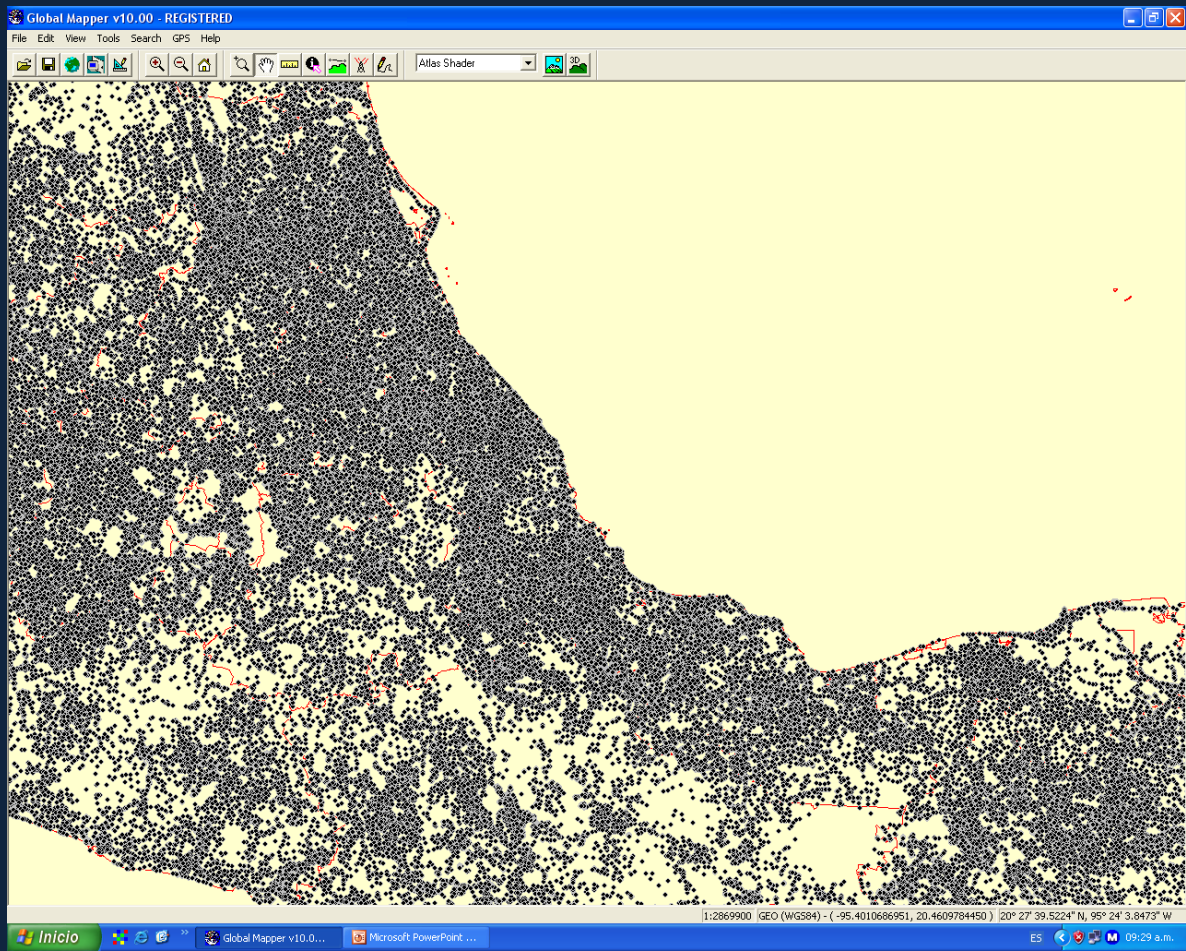 Global Mapper v10.00 - REGISTERED
File Edit View Tools Search GPS Help
Atlas Shader
3D
1:2869900 GEO (WGS84) - ( -95.4010686951, 20.4609784450 ) 20° 27' 39.5224" N, 95° 24' 3.8473" W
Inicio » Global Mapper v10.0... Microsoft PowerPoint ... ES M 09:29 a.m.